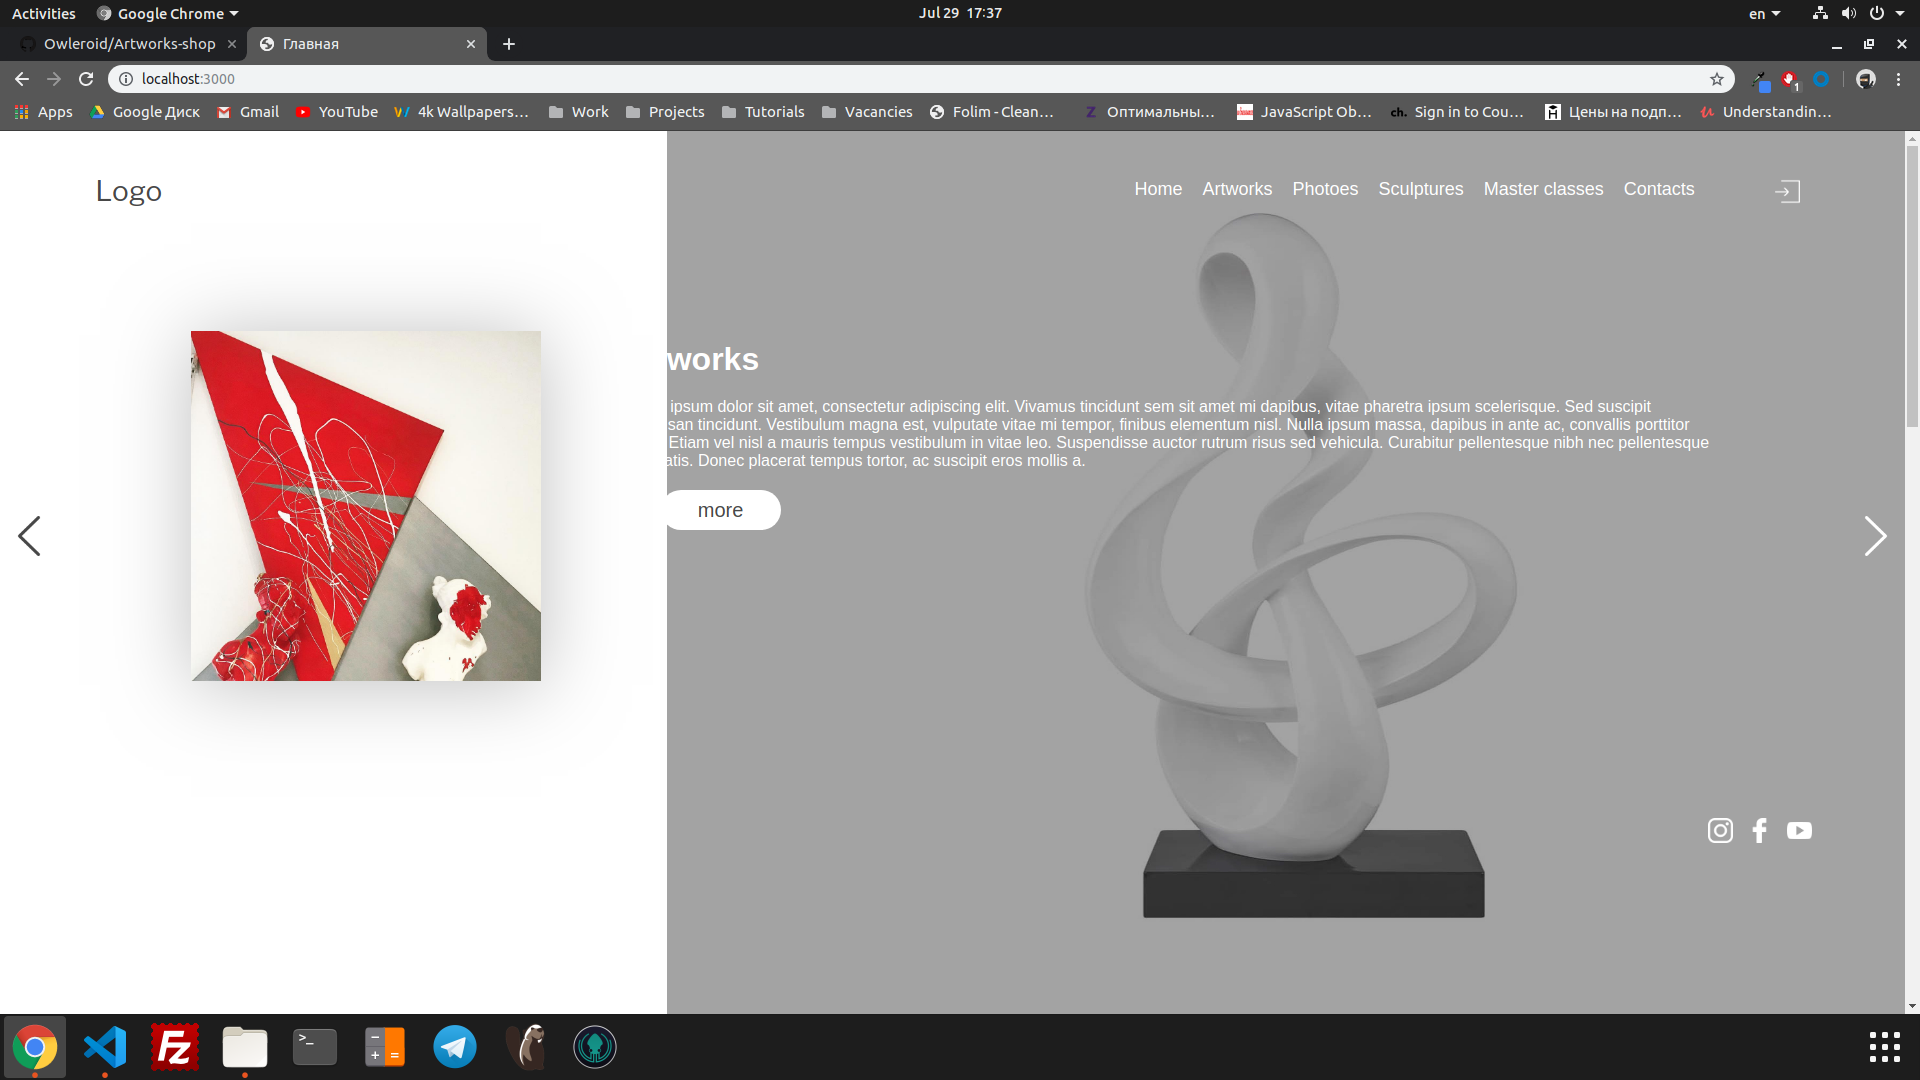 Activities
Google Chrome
Jul 29 17:37
en
Owleroid/Artworks-shop
Главная
localhost:3000
1
Apps
Google Диск
Gmail
YouTube
4k Wallpapers…
Work
Projects
Tutorials
Vacancies
Folim - Clean…
Оптимальны…
JavaScript Ob…
ch.
Sign in to Cou…
Цены на подп…
Understandin…
Logo
Home
Artworks
Photoes
Sculptures
Master classes
Contacts
works
ipsum dolor sit amet, consectetur adipiscing elit. Vivamus tincidunt sem sit amet mi dapibus, vitae pharetra ipsum scelerisque. Sed suscipit
san tincidunt. Vestibulum magna est, vulputate vitae mi tempor, finibus elementum nisl. Nulla ipsum massa, dapibus in ante ac, convallis porttitor
Etiam vel nisl a mauris tempus vestibulum in vitae leo. Suspendisse auctor rutrum risus sed vehicula. Curabitur pellentesque nibh nec pellentesque
atis. Donec placerat tempus tortor, ac suscipit eros mollis a.
more
Fz
>_